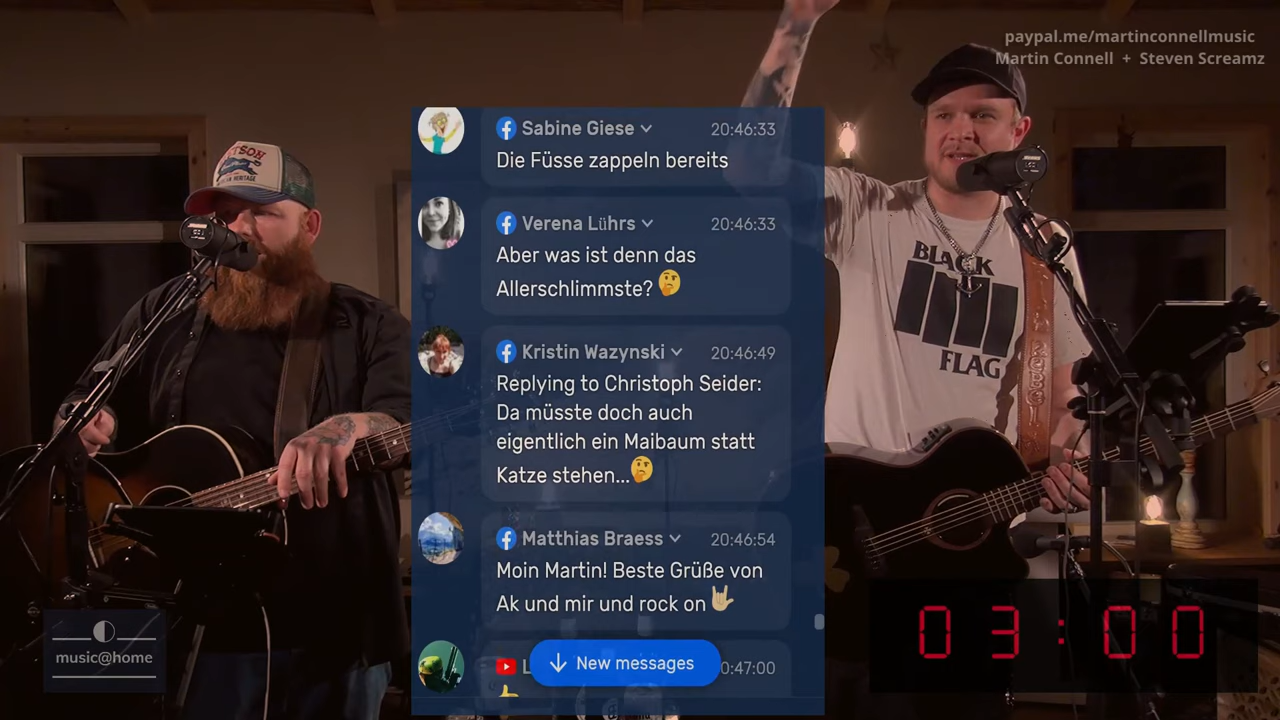 paypal.me/martinconnellmusic
Martin Connell + Steven Screamz
Sabine Giese 20:46:33
Die Füsse zappeln bereits
Verena Lührs 20:46:33
Aber was ist denn das
Allerschlimmste? 🤔
Kristin Wazynski 20:46:49
Replying to Christoph Seider:
Da müsste doch auch
eigentlich ein Maibaum statt
Katze stehen...🤔
Matthias Braess 20:46:54
Moin Martin! Beste Grüße von
Ak und mir und rock on 🤘
New messages
0:47:00
BLACK
FLAG
music@home
03:00